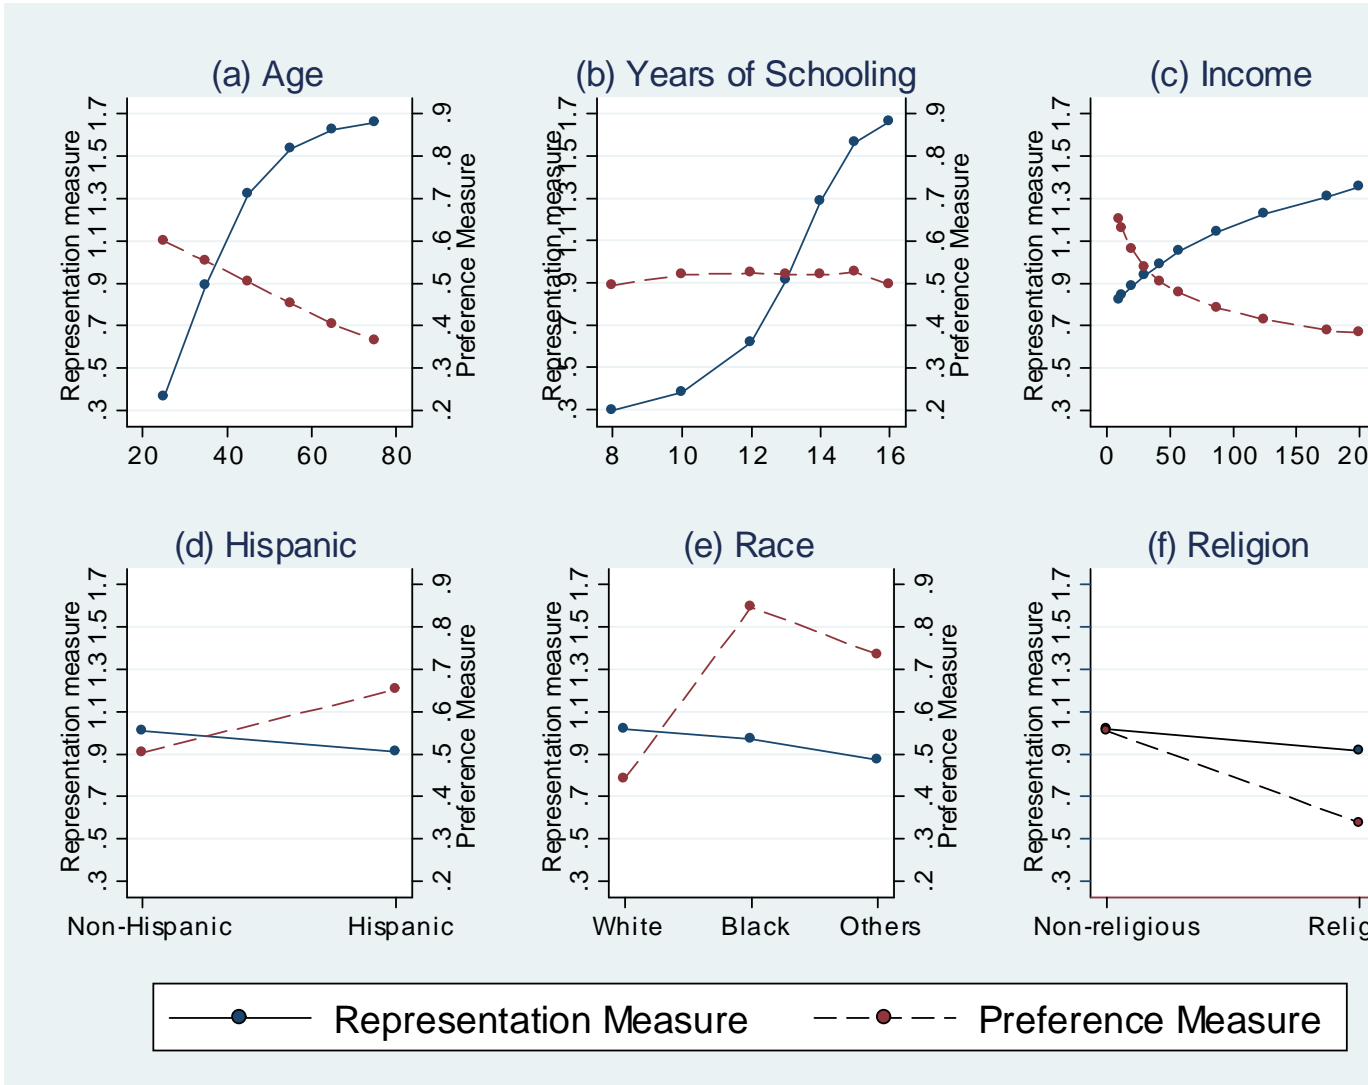 (a) Age
(b) Years of Schooling
(c) Income
Representation measure
.3 .5 .7 .9 1.1 1.3 1.5 1.7
.2 .3 .4 .5 .6 .7 .8 .9
Preference Measure
20 40 60 80
Representation measure
.3 .5 .7 .9 1.1 1.3 1.5 1.7
.2 .3 .4 .5 .6 .7 .8 .9
Preference Measure
8 10 12 14 16
Representation measure
.3 .5 .7 .9 1.1 1.3 1.5 1.7
0 50 100 150 20
(d) Hispanic
(e) Race
(f) Religion
Representation measure
.3 .5 .7 .9 1.1 1.3 1.5 1.7
.2 .3 .4 .5 .6 .7 .8 .9
Preference Measure
Non-Hispanic Hispanic
Representation measure
.3 .5 .7 .9 1.1 1.3 1.5 1.7
.2 .3 .4 .5 .6 .7 .8 .9
Preference Measure
White Black Others
Representation measure
.3 .5 .7 .9 1.1 1.3 1.5 1.7
Non-religious Relig
Representation Measure Preference Measure